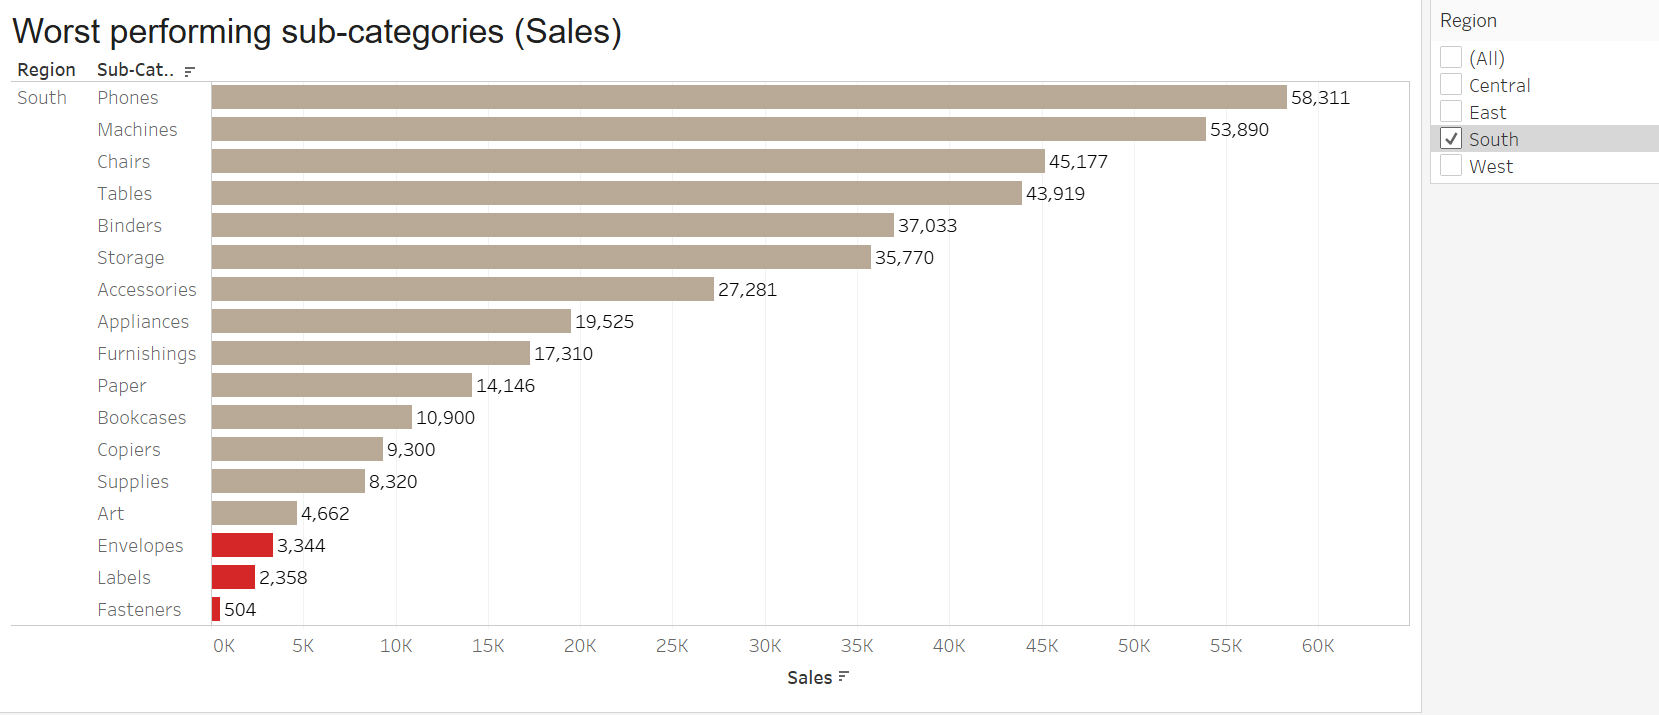 Worst performing sub-categories (Sales)
Region Sub-Cat..
South Phones 58,311
Machines 53,890
Chairs 45,177
Tables 43,919
Binders 37,033
Storage 35,770
Accessories 27,281
Appliances 19,525
Furnishings 17,310
Paper 14,146
Bookcases 10,900
Copiers 9,300
Supplies 8,320
Art 4,662
Envelopes 3,344
Labels 2,358
Fasteners 504
0K 5K 10K 15K 20K 25K 30K 35K 40K 45K 50K 55K 60K
Sales
Region
(All)
Central
East
South
West